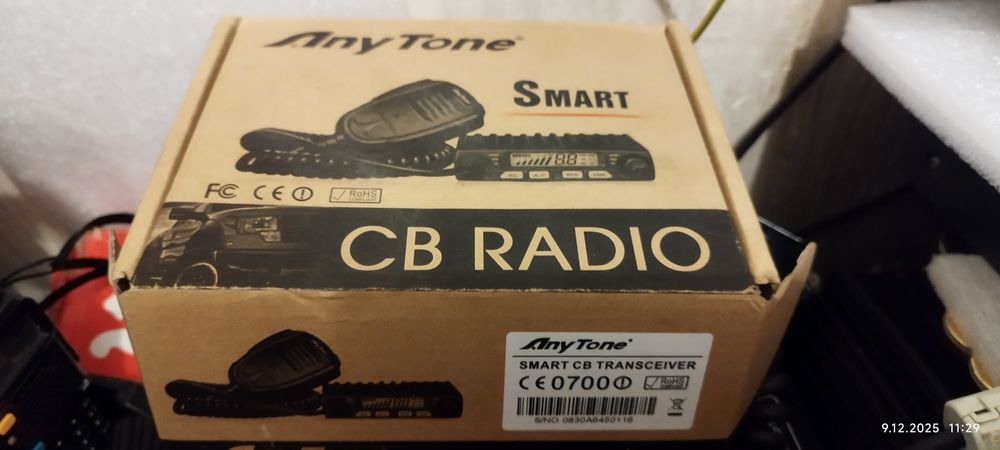 AnyTone®
SMART
FC CE RoHS
COMPLIANT
CB RADIO
AnyTone®
SMART CB TRANSCEIVER
CE0700 RoHS
S/NO 0830A6450116
9.12.2025 11:29